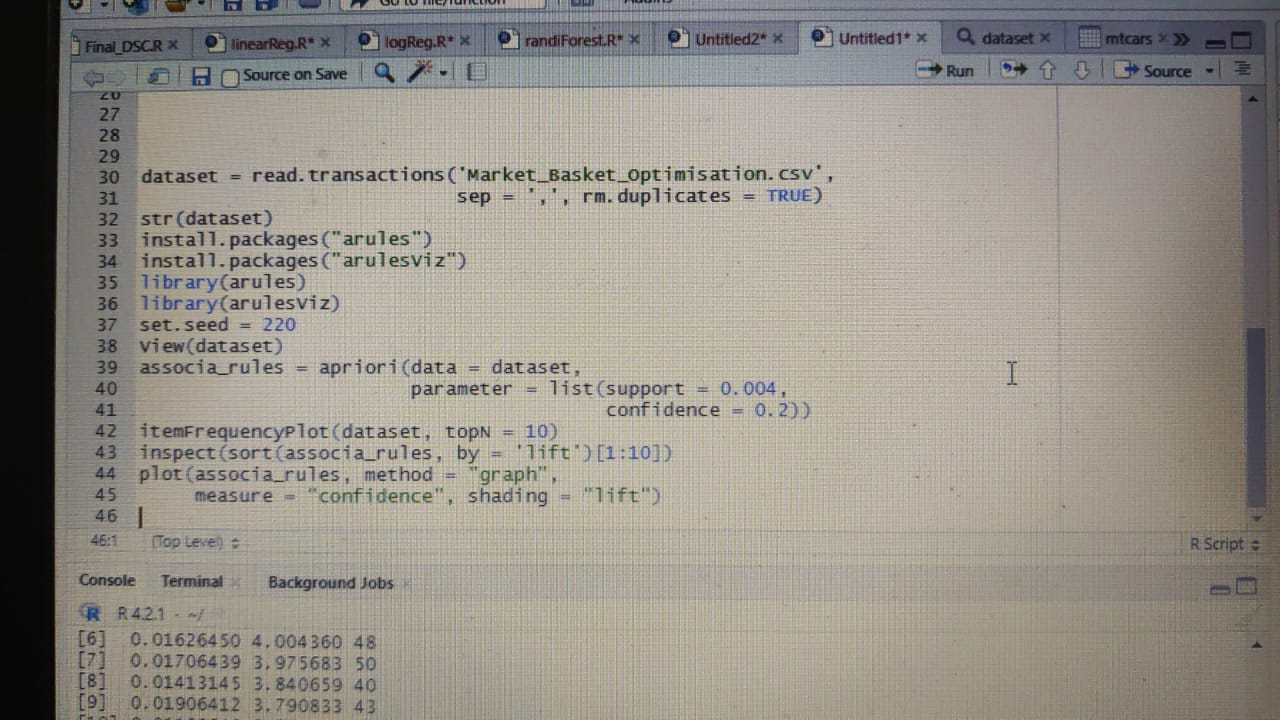 Go to file/function
Addins
Final_DSC.R × linearReg.R* × logReg.R* × randiForest.R* × Untitled2* × Untitled1* × dataset × mtcars ×
Source on Save Run Source
26
27
28
29
30 dataset = read.transactions('Market_Basket_Optimisation.csv',
31 sep = ',', rm.duplicates = TRUE)
32 str(dataset)
33 install.packages("arules")
34 install.packages("arulesViz")
35 library(arules)
36 library(arulesViz)
37 set.seed = 220
38 View(dataset)
39 associa_rules = apriori(data = dataset,
40 parameter = list(support = 0.004,
41 confidence = 0.2))
42 itemFrequencyPlot(dataset, topN = 10)
43 inspect(sort(associa_rules, by = 'lift')[1:10])
44 plot(associa_rules, method = "graph",
45 measure = "confidence", shading = "lift")
46
46:1 (Top Level) R Script
Console Terminal × Background Jobs ×
R R 4.2.1 · ~/
[6] 0.01626450 4.004360 48
[7] 0.01706439 3.975683 50
[8] 0.01413145 3.840659 40
[9] 0.01906412 3.790833 43